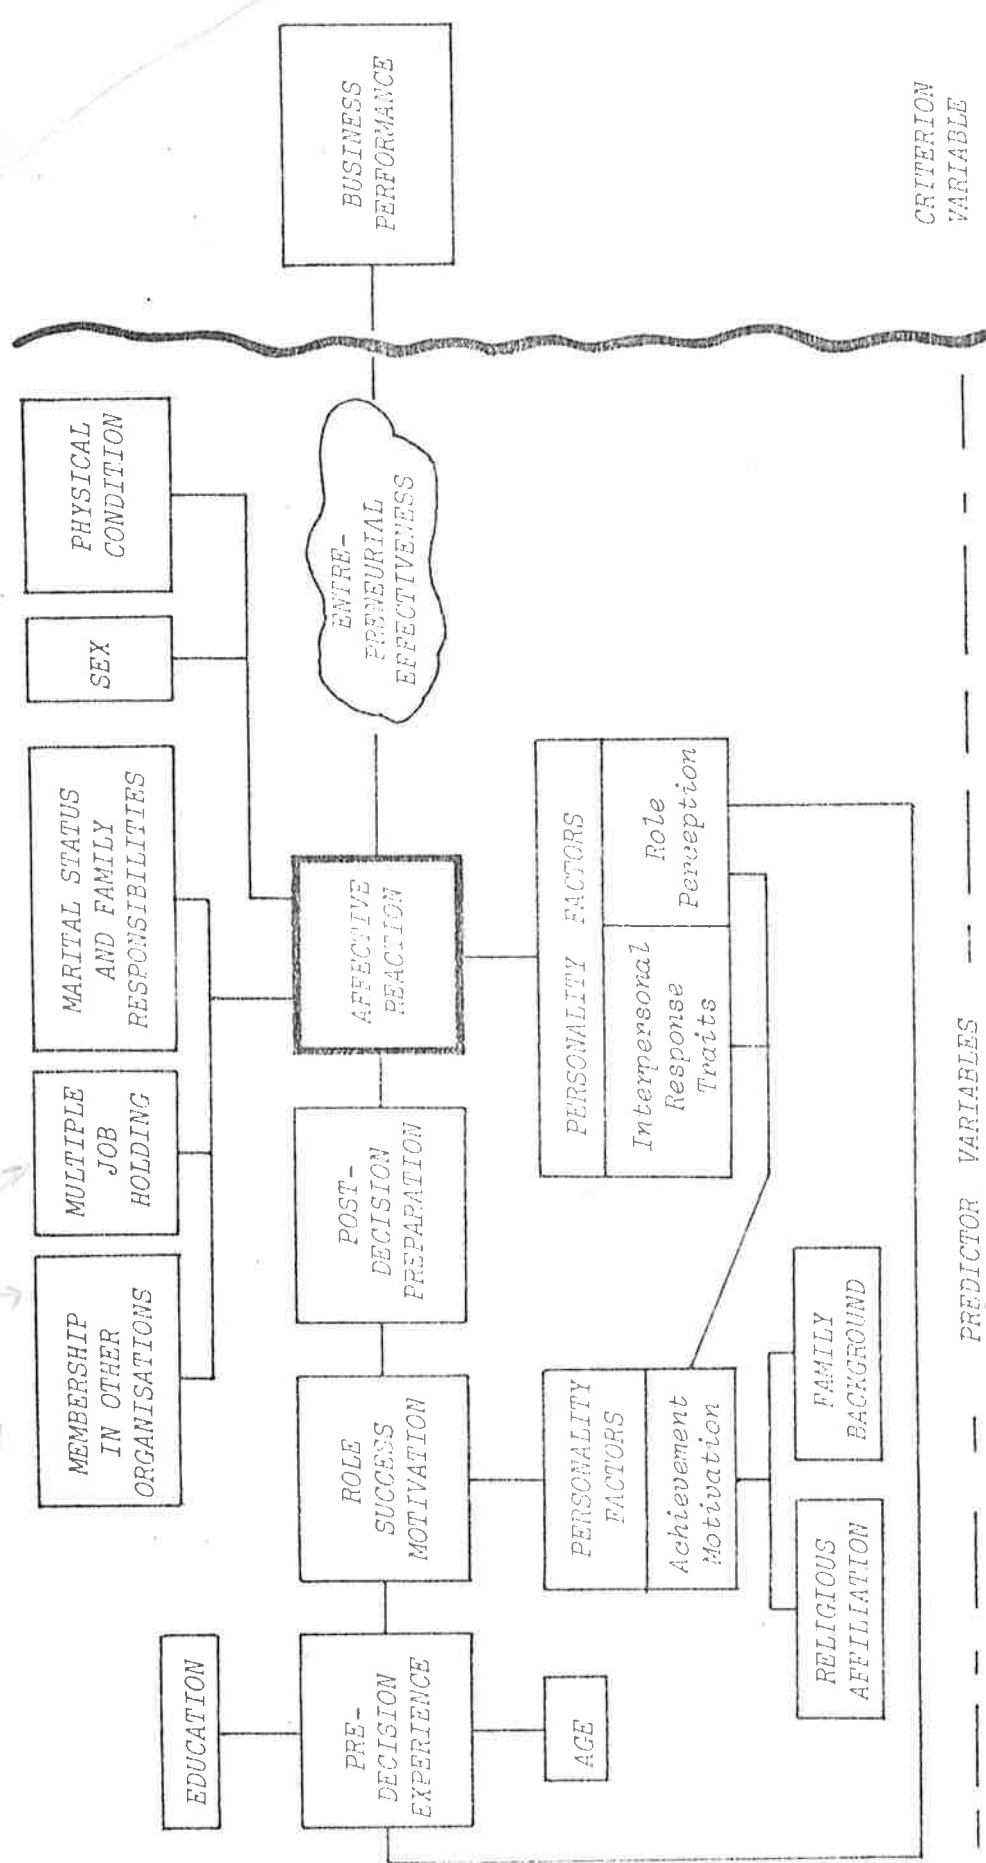 MEMBERSHIP
IN OTHER
ORGANISATIONS
MULTIPLE
JOB
HOLDING
MARITAL STATUS
AND FAMILY
RESPONSIBILITIES
SEX
PHYSICAL
CONDITION
EDUCATION
PRE-
DECISION
EXPERIENCE
ROLE
SUCCESS
MOTIVATION
POST-
DECISION
PREPARATION
AFFECTIVE
REACTION
ENTRE-
PRENEURIAL
EFFECTIVENESS
BUSINESS
PERFORMANCE
AGE
PERSONALITY
FACTORS
Achievement
Motivation
PERSONALITY FACTORS
Interpersonal
Response
Traits
Role
Perception
RELIGIOUS
AFFILIATION
FAMILY
BACKGROUND
PREDICTOR VARIABLES
CRITERION
VARIABLE